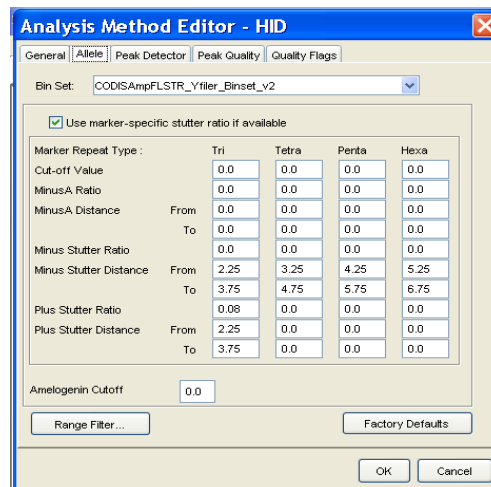 Analysis Method Editor - HID
General Allele Peak Detector Peak Quality Quality Flags
Bin Set: CODISAmpFLSTR_Yfiler_Binset_v2
Use marker-specific stutter ratio if available
Marker Repeat Type : Tri Tetra Penta Hexa
Cut-off Value 0.0 0.0 0.0 0.0
MinusA Ratio 0.0 0.0 0.0 0.0
MinusA Distance From 0.0 0.0 0.0 0.0
To 0.0 0.0 0.0 0.0
Minus Stutter Ratio 0.0 0.0 0.0 0.0
Minus Stutter Distance From 2.25 3.25 4.25 5.25
To 3.75 4.75 5.75 6.75
Plus Stutter Ratio 0.08 0.0 0.0 0.0
Plus Stutter Distance From 2.25 0.0 0.0 0.0
To 3.75 0.0 0.0 0.0
Amelogenin Cutoff 0.0
Range Filter... Factory Defaults
OK Cancel